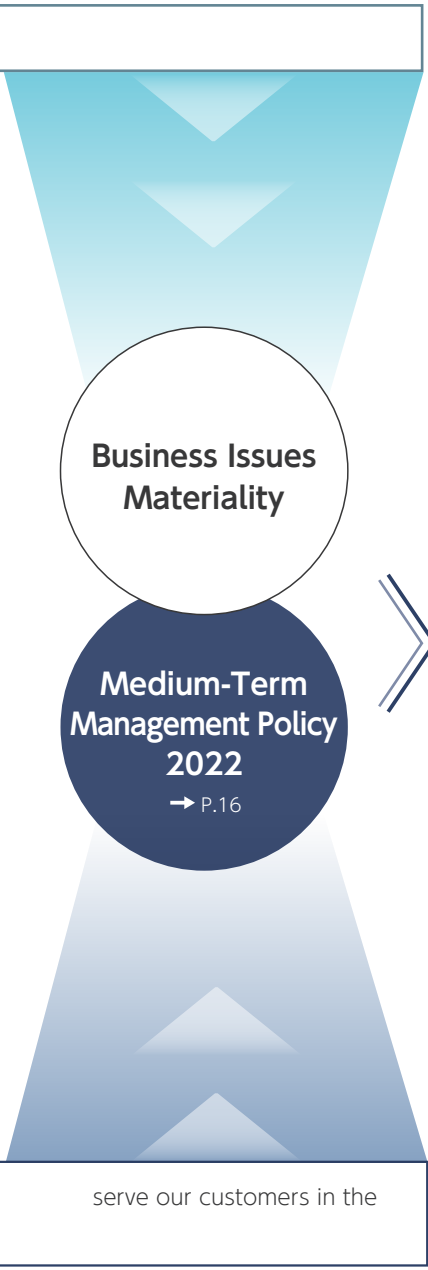 Business Issues
Materiality
Medium-Term
Management Policy
2022
→ P.16
serve our customers in the